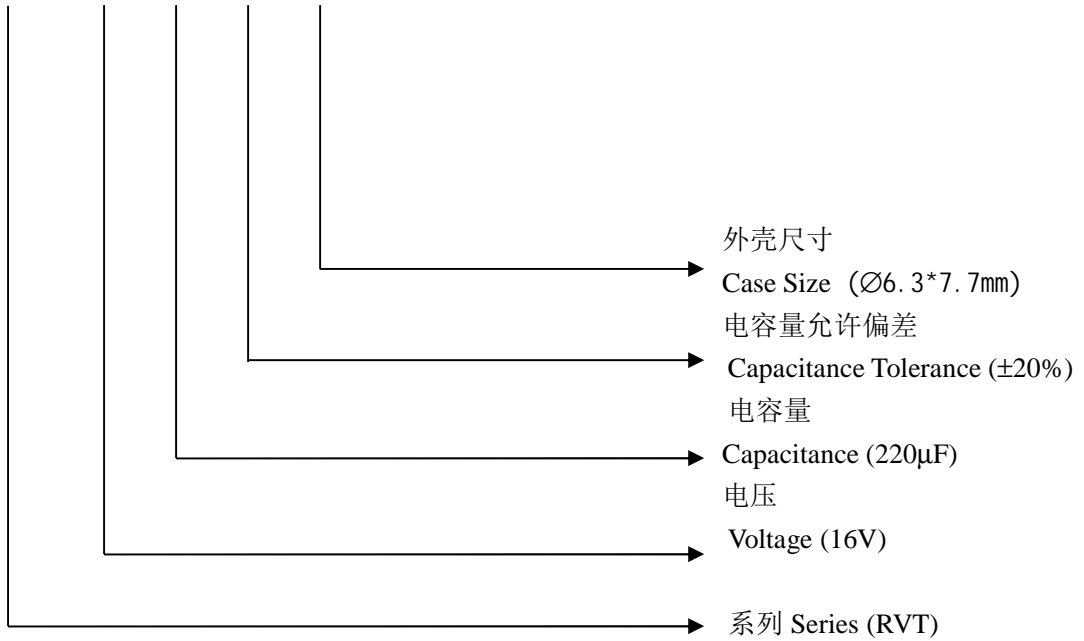 外壳尺寸
Case Size (∅6.3*7.7mm)
电容量允许偏差
Capacitance Tolerance (±20%)
电容量
Capacitance (220μF)
电压
Voltage (16V)
系列 Series (RVT)